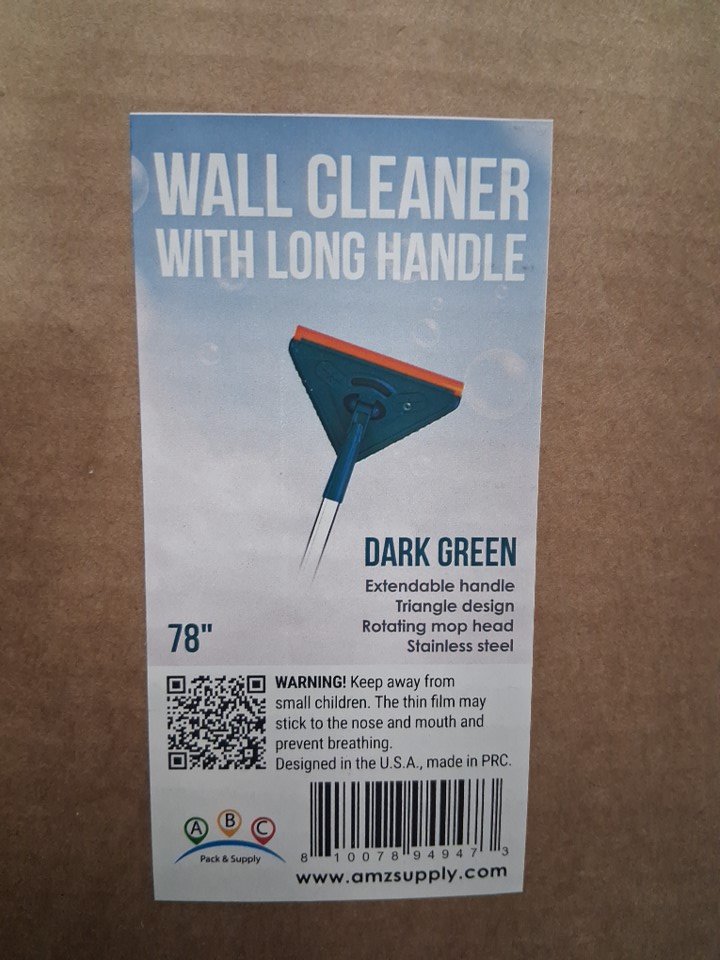 WALL CLEANER
WITH LONG HANDLE
DARK GREEN
Extendable handle
Triangle design
Rotating mop head
Stainless steel
78"
WARNING! Keep away from
small children. The thin film may
stick to the nose and mouth and
prevent breathing.
Designed in the U.S.A., made in PRC.
A B C
Pack & Supply
8 10078 94947 3
www.amzsupply.com